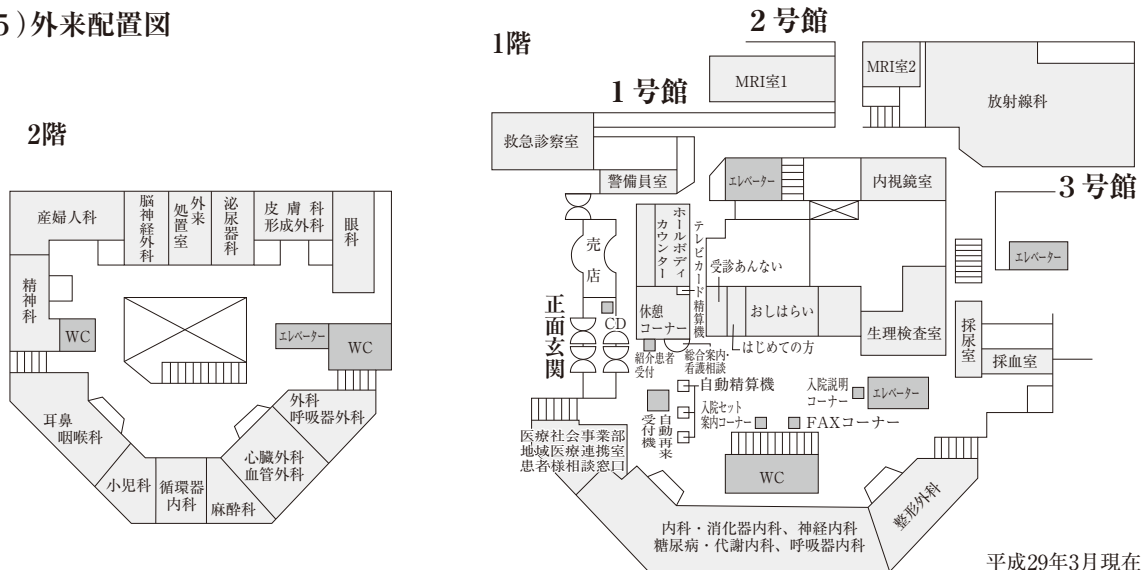 5)外来配置図
2階
産婦人科
脳神経外科
外来
処置室
泌尿器科
皮膚科
形成外科
眼科
精神科
WC
エレベーター
WC
耳鼻
咽喉科
小児科
循環器
内科
麻酔科
心臓外科
血管外科
外科
呼吸器外科
1階
2号館
1号館
3号館
MRI室1
MRI室2
放射線科
救急診察室
警備員室
エレベーター
内視鏡室
エレベーター
売店
ホールボディ
カウンター
テレビカード精算機
受診あんない
正面玄関
CD
休憩
コーナー
おしはらい
はじめての方
生理検査室
採尿室
採血室
紹介患者
受付
総合案内・
看護相談
自動精算機
入院説明
コーナー
エレベーター
自動再来
受付機
入院セット
案内コーナー
FAXコーナー
医療社会事業部
地域医療連携室
患者様相談窓口
WC
整形外科
内科・消化器内科、神経内科
糖尿病・代謝内科、呼吸器内科
平成29年3月現在